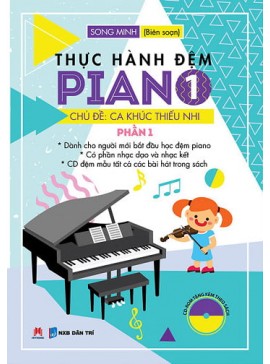 SONG MINH (Biên soạn)
THỰC HÀNH ĐỆM
PIANO 1
CHỦ ĐỀ: CA KHÚC THIẾU NHI
PHẦN 1
* Dành cho người mới bắt đầu học đệm piano
* Có phần nhạc dạo và nhạc kết
* CD đệm mẫu tất cả các bài hát trong sách
NXB DÂN TRÍ